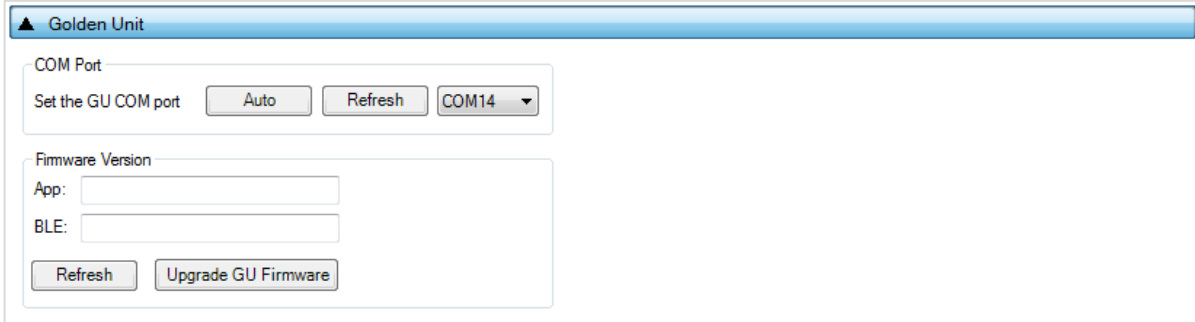 Golden Unit
COM Port
Set the GU COM port Auto Refresh COM14
Firmware Version
App:
BLE:
Refresh Upgrade GU Firmware